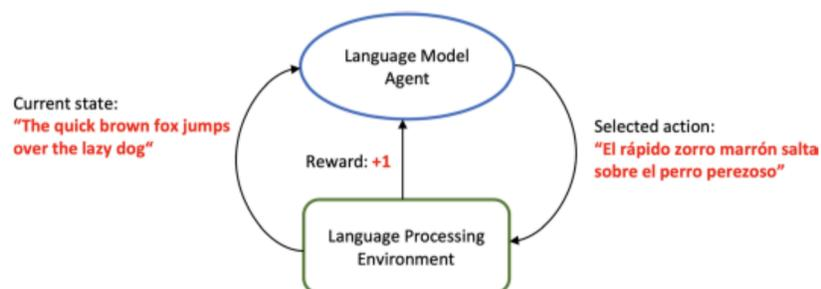 Language Model
Agent
Current state:
“The quick brown fox jumps
over the lazy dog“
Reward: +1
Selected action:
“El rápido zorro marrón salta
sobre el perro perezoso”
Language Processing
Environment